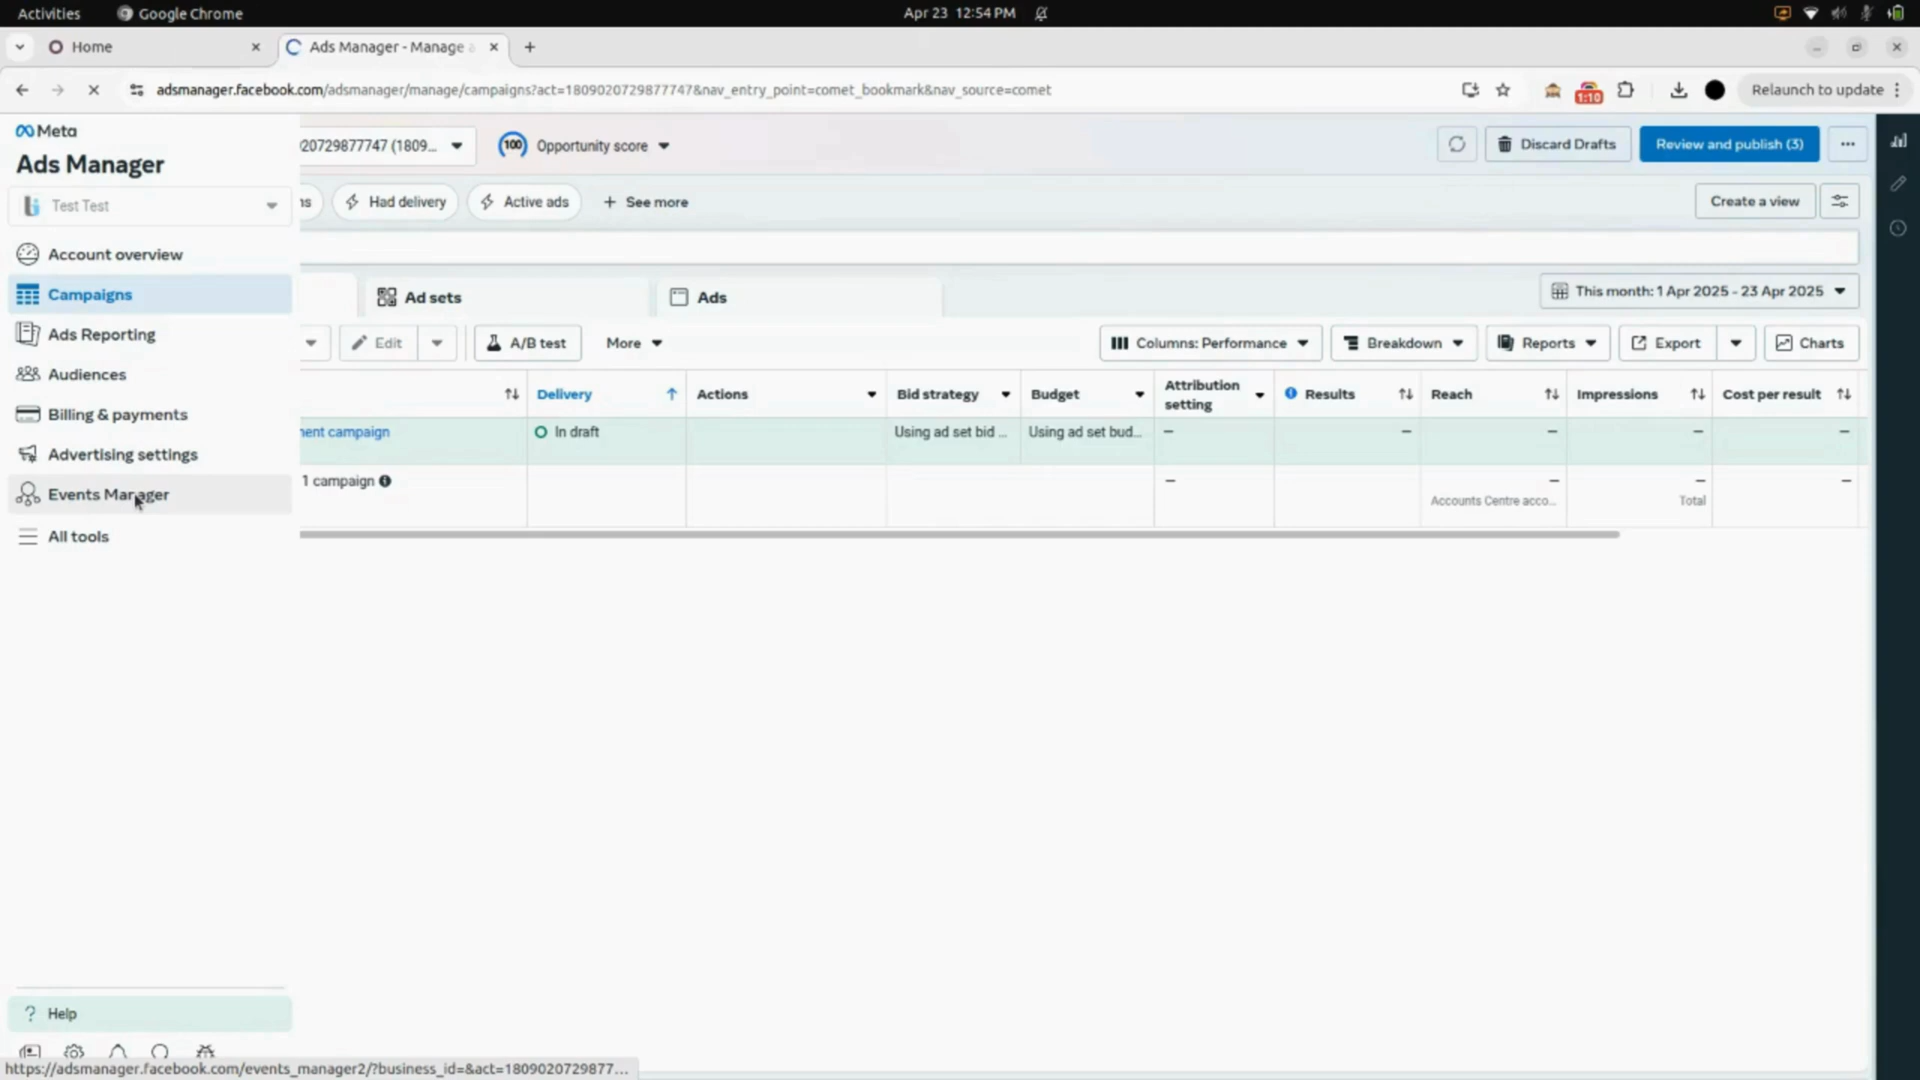 Activities
Google Chrome
Apr 23 12:54 PM
Home
Ads Manager - Manage a
adsmanager.facebook.com/adsmanager/manage/campaigns?act=1809020729877747&nav_entry_point=comet_bookmark&nav_source=comet
1:10
Relaunch to update
Meta
Ads Manager
Test Test
Account overview
Campaigns
Ads Reporting
Audiences
Billing & payments
Advertising settings
Events Manager
All tools
Help
20729877747 (1809...
100
Opportunity score
Discard Drafts
Review and publish (3)
ns
Had delivery
Active ads
+ See more
Create a view
Ad sets
Ads
This month: 1 Apr 2025 - 23 Apr 2025
Edit
A/B test
More
Columns: Performance
Breakdown
Reports
Export
Charts
Delivery
Actions
Bid strategy
Budget
Attribution
setting
Results
Reach
Impressions
Cost per result
nent campaign
In draft
Using ad set bid ...
Using ad set bud...
—
—
—
—
—
1 campaign
—
—
—
—
Accounts Centre acco...
Total
https://adsmanager.facebook.com/events_manager2/?business_id=&act=1809020729877...